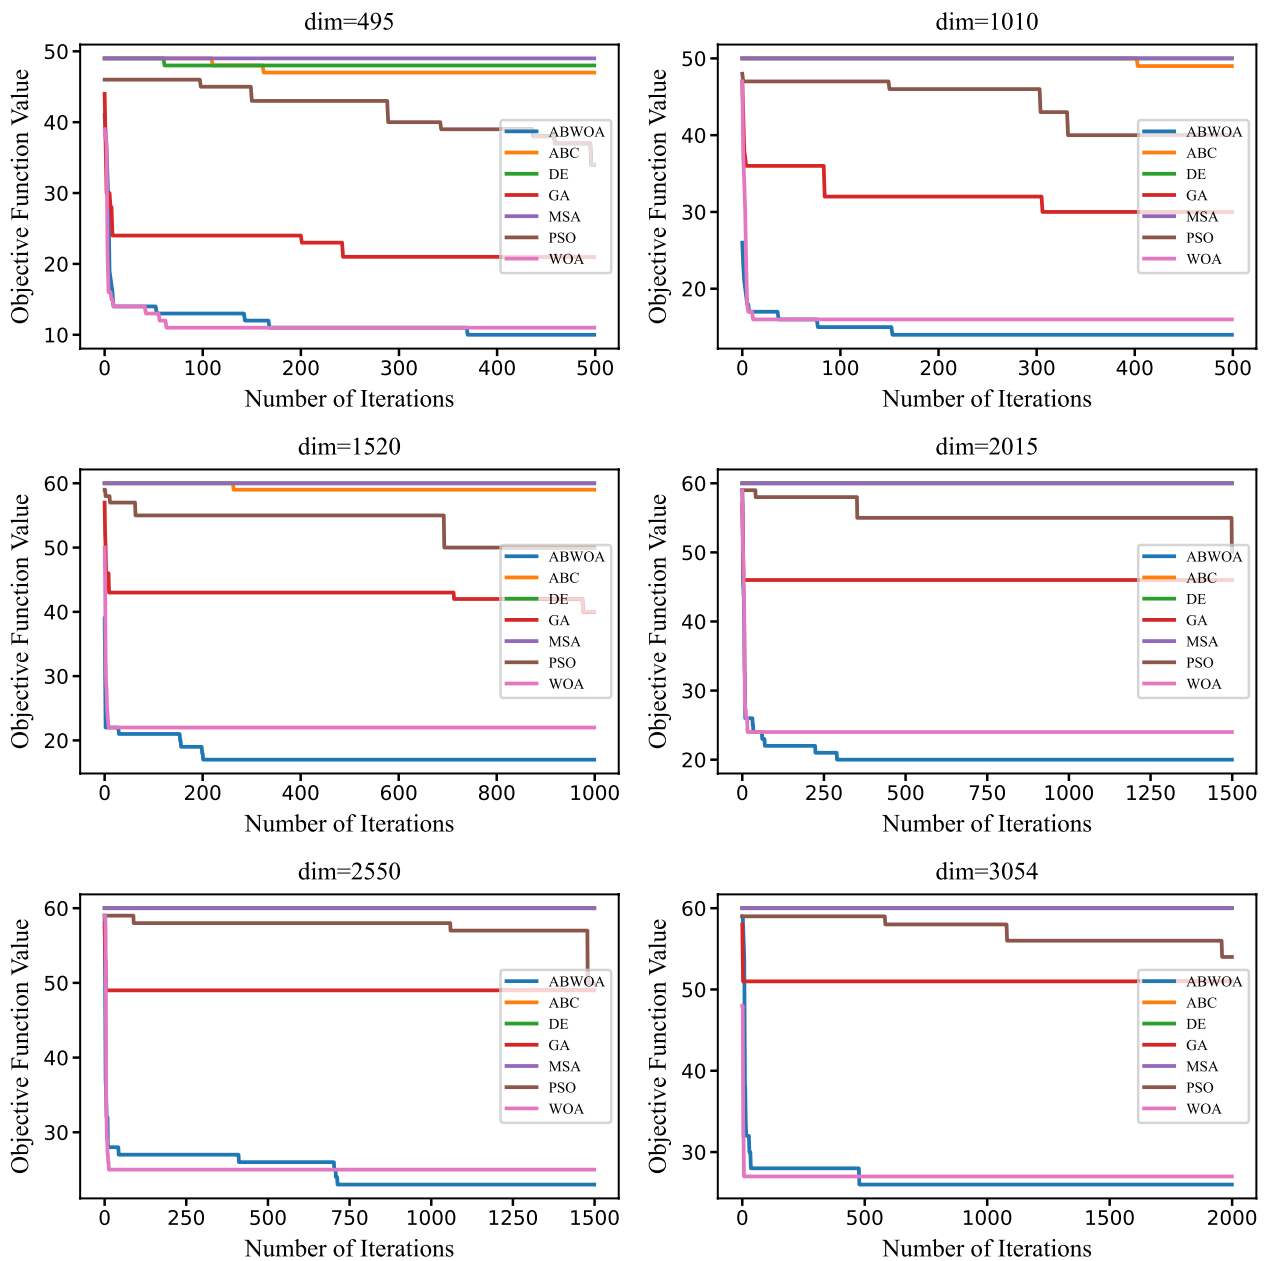 dim=495
Objective Function Value
50
40
30
20
10
0 100 200 300 400 500
Number of Iterations
ABWOA
ABC
DE
GA
MSA
PSO
WOA
dim=1010
Objective Function Value
50
40
30
20
0 100 200 300 400 500
Number of Iterations
ABWOA
ABC
DE
GA
MSA
PSO
WOA
dim=1520
Objective Function Value
60
50
40
30
20
0 200 400 600 800 1000
Number of Iterations
ABWOA
ABC
DE
GA
MSA
PSO
WOA
dim=2015
Objective Function Value
60
50
40
30
20
0 250 500 750 1000 1250 1500
Number of Iterations
ABWOA
ABC
DE
GA
MSA
PSO
WOA
dim=2550
Objective Function Value
60
50
40
30
0 250 500 750 1000 1250 1500
Number of Iterations
ABWOA
ABC
DE
GA
MSA
PSO
WOA
dim=3054
Objective Function Value
60
50
40
30
0 500 1000 1500 2000
Number of Iterations
ABWOA
ABC
DE
GA
MSA
PSO
WOA